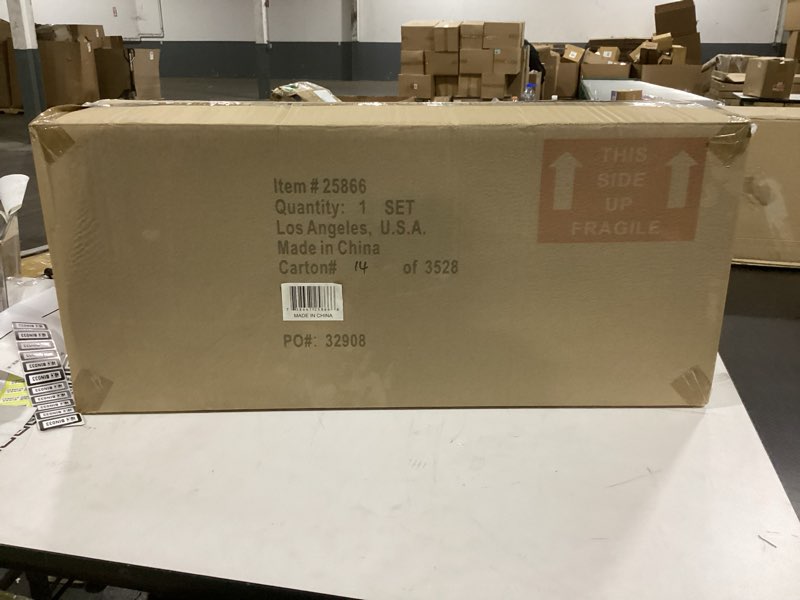 Item # 25866
Quantity: 1 SET
Los Angeles, U.S.A.
Made in China
Carton# 14 of 3528
MADE IN CHINA
PO#: 32908
THIS
SIDE
UP
FRAGILE